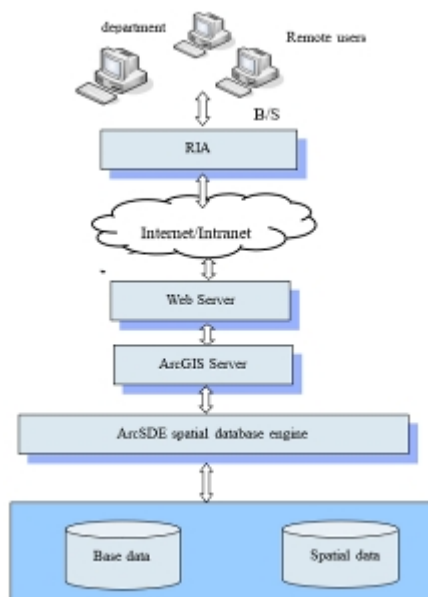 department
Remote users
B/S
RIA
Internet/Intranet
Web Server
ArcGIS Server
ArcSDE spatial database engine
Base data
Spatial data